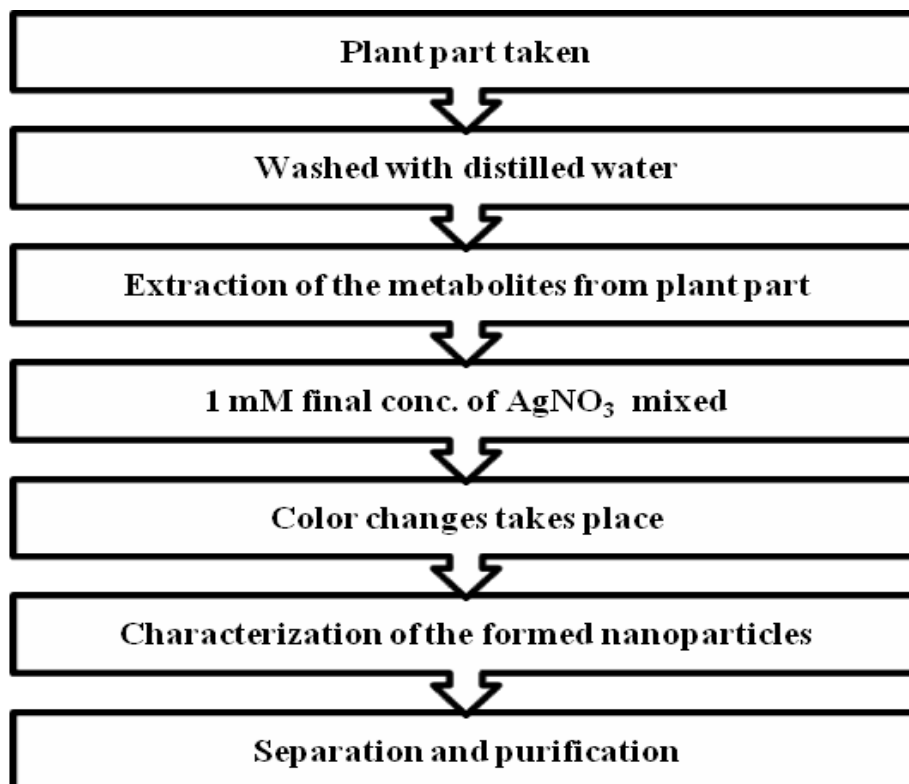 Plant part taken
Washed with distilled water
Extraction of the metabolites from plant part
1 mM final conc. of AgNO₃ mixed
Color changes takes place
Characterization of the formed nanoparticles
Separation and purification